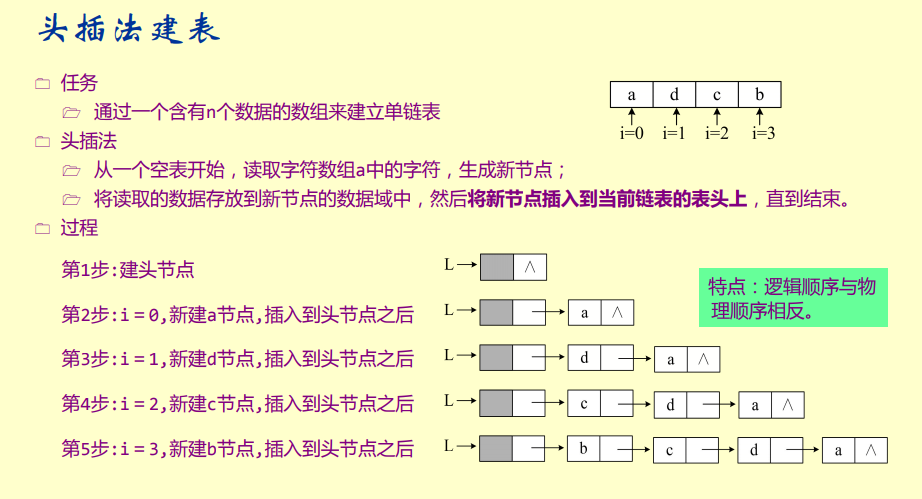 头插法建表
任务
通过一个含有n个数据的数组来建立单链表
a d c b
i=0 i=1 i=2 i=3
头插法
从一个空表开始，读取字符数组a中的字符，生成新节点；
将读取的数据存放到新节点的数据域中，然后将新节点插入到当前链表的表头上，直到结束。
过程
第1步:建头节点
L ∧
第2步:i=0,新建a节点,插入到头节点之后
L a ∧
第3步:i=1,新建d节点,插入到头节点之后
L d a ∧
第4步:i=2,新建c节点,插入到头节点之后
L c d a ∧
第5步:i=3,新建b节点,插入到头节点之后
L b c d a ∧
特点：逻辑顺序与物
理顺序相反。